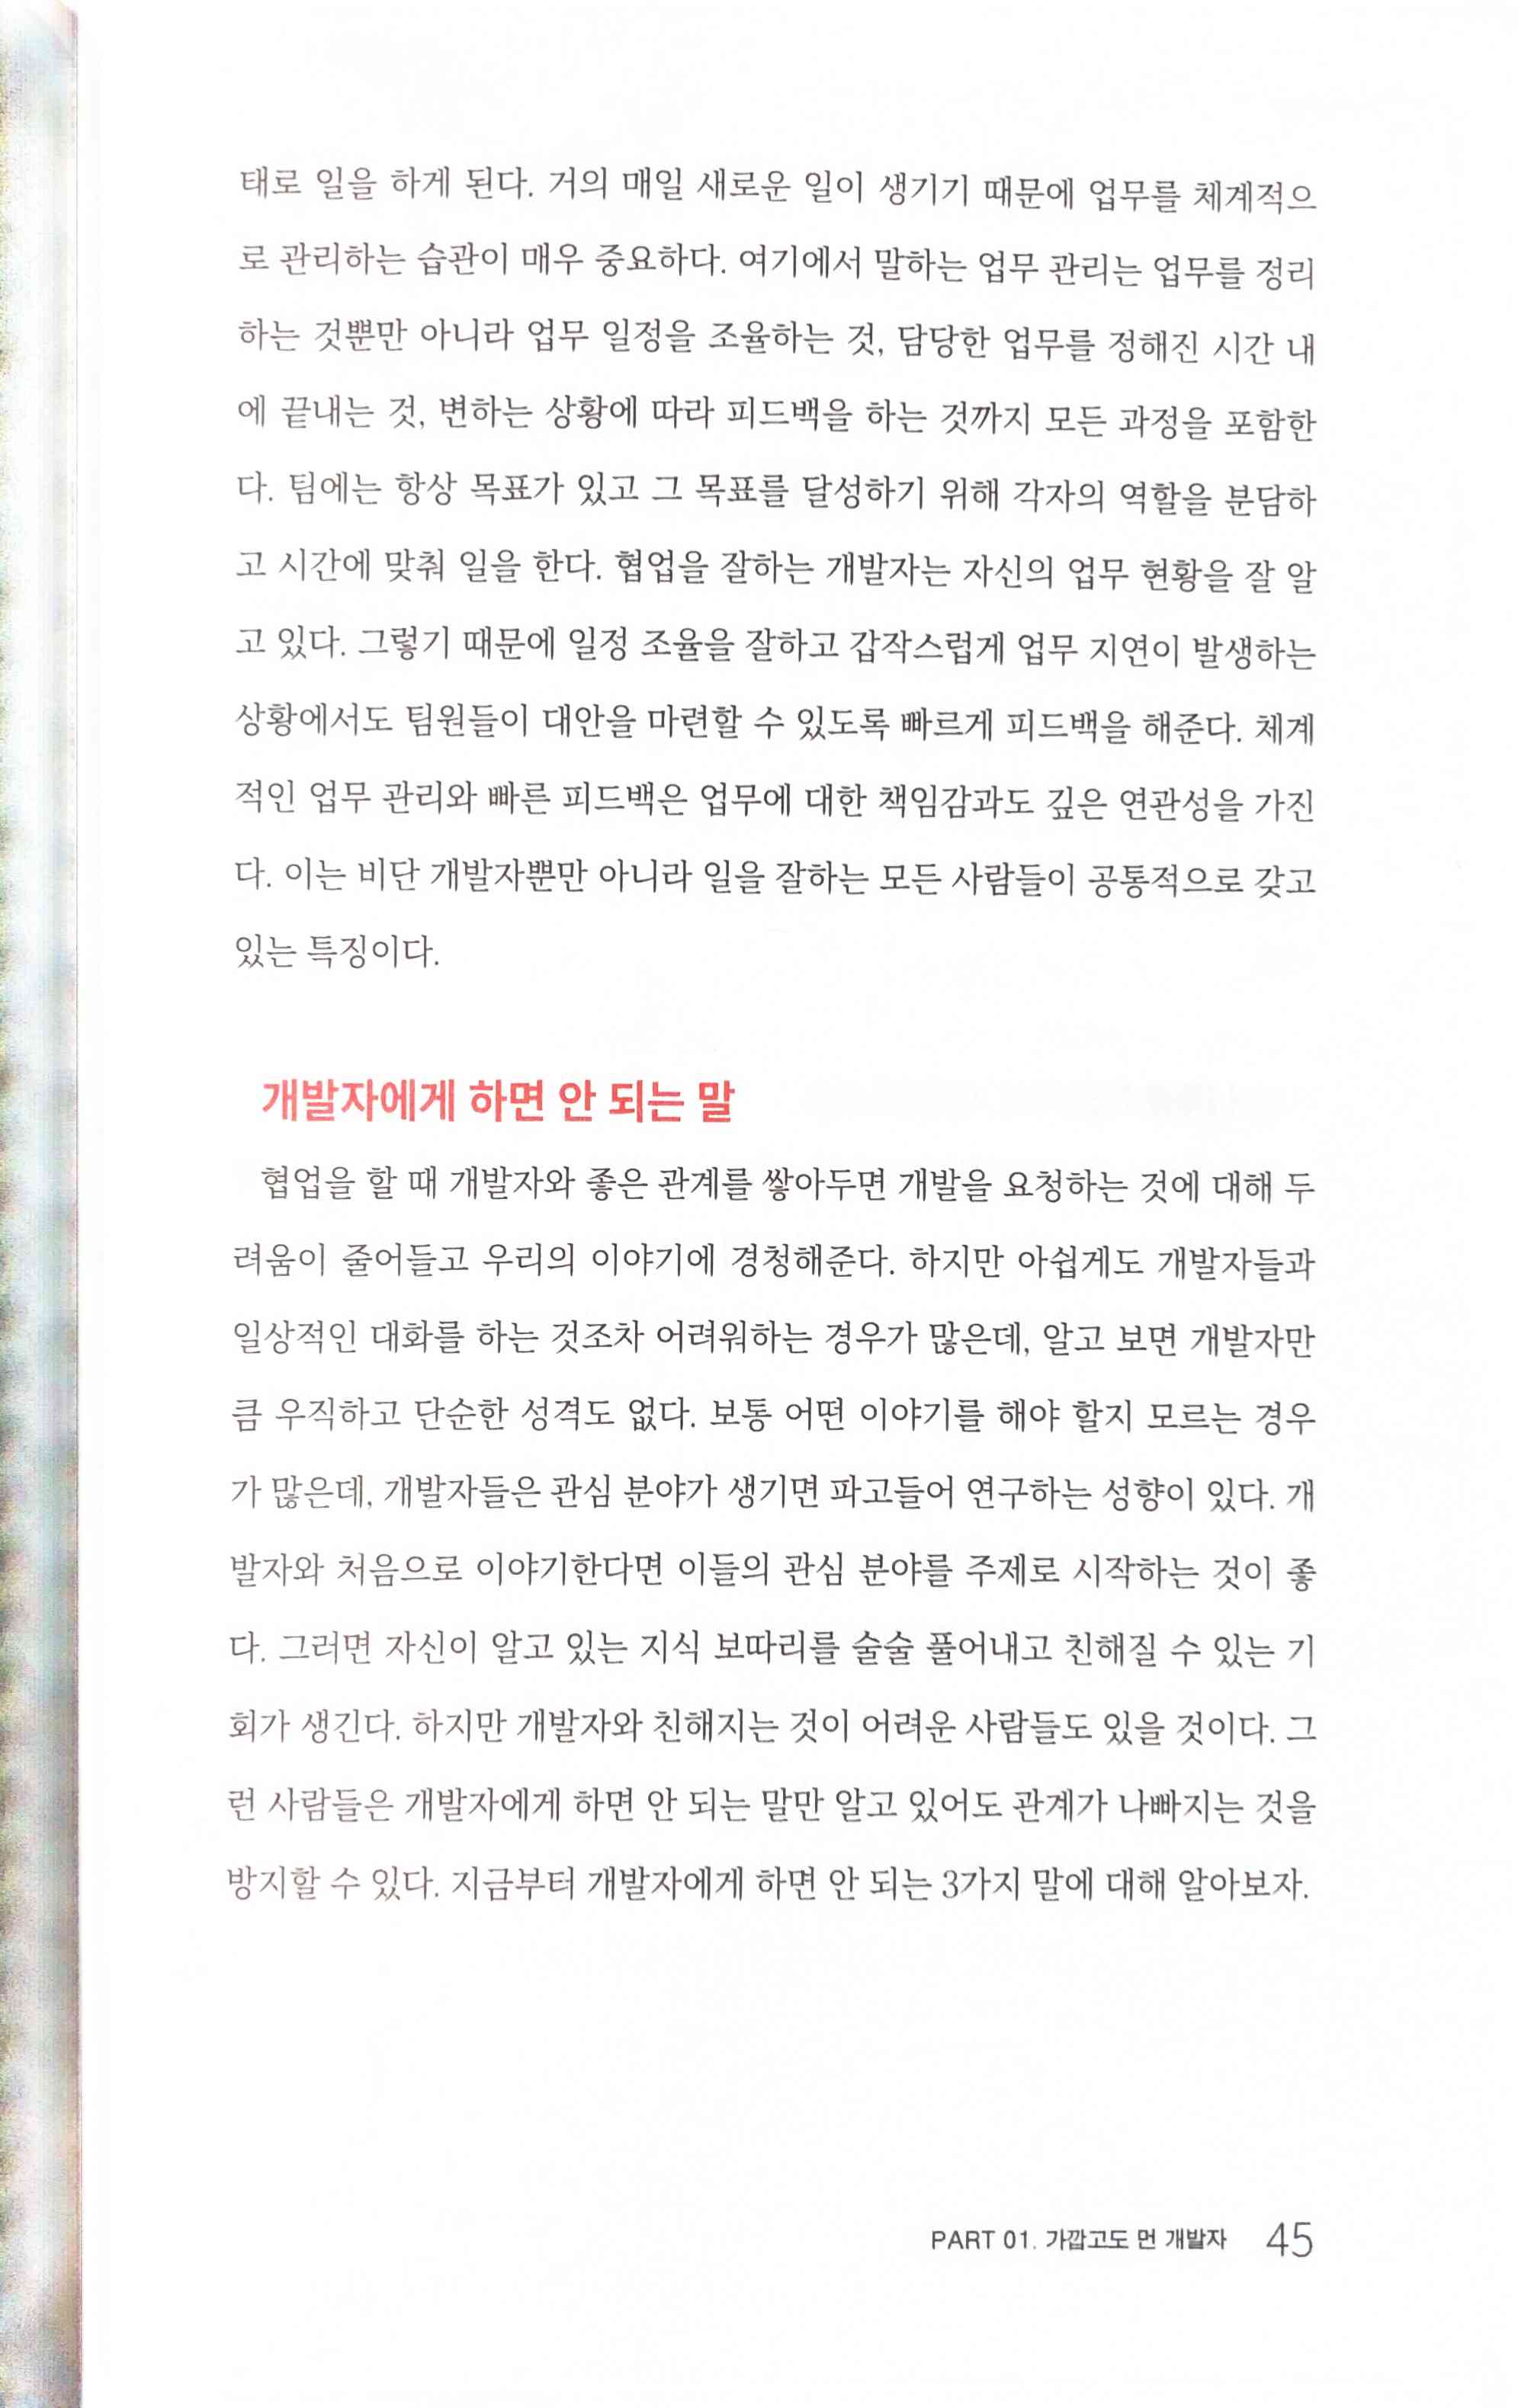 태로 일을 하게 된다. 거의 매일 새로운 일이 생기기 때문에 업무를 체계적으
로 관리하는 습관이 매우 중요하다. 여기에서 말하는 업무 관리는 업무를 정리
하는 것뿐만 아니라 업무 일정을 조율하는 것, 담당한 업무를 정해진 시간 내
에 끝내는 것, 변하는 상황에 따라 피드백을 하는 것까지 모든 과정을 포함한
다. 팀에는 항상 목표가 있고 그 목표를 달성하기 위해 각자의 역할을 분담하
고 시간에 맞춰 일을 한다. 협업을 잘하는 개발자는 자신의 업무 현황을 잘 알
고 있다. 그렇기 때문에 일정 조율을 잘하고 갑작스럽게 업무 지연이 발생하는
상황에서도 팀원들이 대안을 마련할 수 있도록 빠르게 피드백을 해준다. 체계
적인 업무 관리와 빠른 피드백은 업무에 대한 책임감과도 깊은 연관성을 가진
다. 이는 비단 개발자뿐만 아니라 일을 잘하는 모든 사람들이 공통적으로 갖고
있는 특징이다.
개발자에게 하면 안 되는 말
협업을 할 때 개발자와 좋은 관계를 쌓아두면 개발을 요청하는 것에 대해 두
려움이 줄어들고 우리의 이야기에 경청해준다. 하지만 아쉽게도 개발자들과
일상적인 대화를 하는 것조차 어려워하는 경우가 많은데, 알고 보면 개발자만
큼 우직하고 단순한 성격도 없다. 보통 어떤 이야기를 해야 할지 모르는 경우
가 많은데, 개발자들은 관심 분야가 생기면 파고들어 연구하는 성향이 있다. 개
발자와 처음으로 이야기한다면 이들의 관심 분야를 주제로 시작하는 것이 좋
다. 그러면 자신이 알고 있는 지식 보따리를 술술 풀어내고 친해질 수 있는 기
회가 생긴다. 하지만 개발자와 친해지는 것이 어려운 사람들도 있을 것이다. 그
런 사람들은 개발자에게 하면 안 되는 말만 알고 있어도 관계가 나빠지는 것을
방지할 수 있다. 지금부터 개발자에게 하면 안 되는 3가지 말에 대해 알아보자.
PART 01. 가깝고도 먼 개발자 45